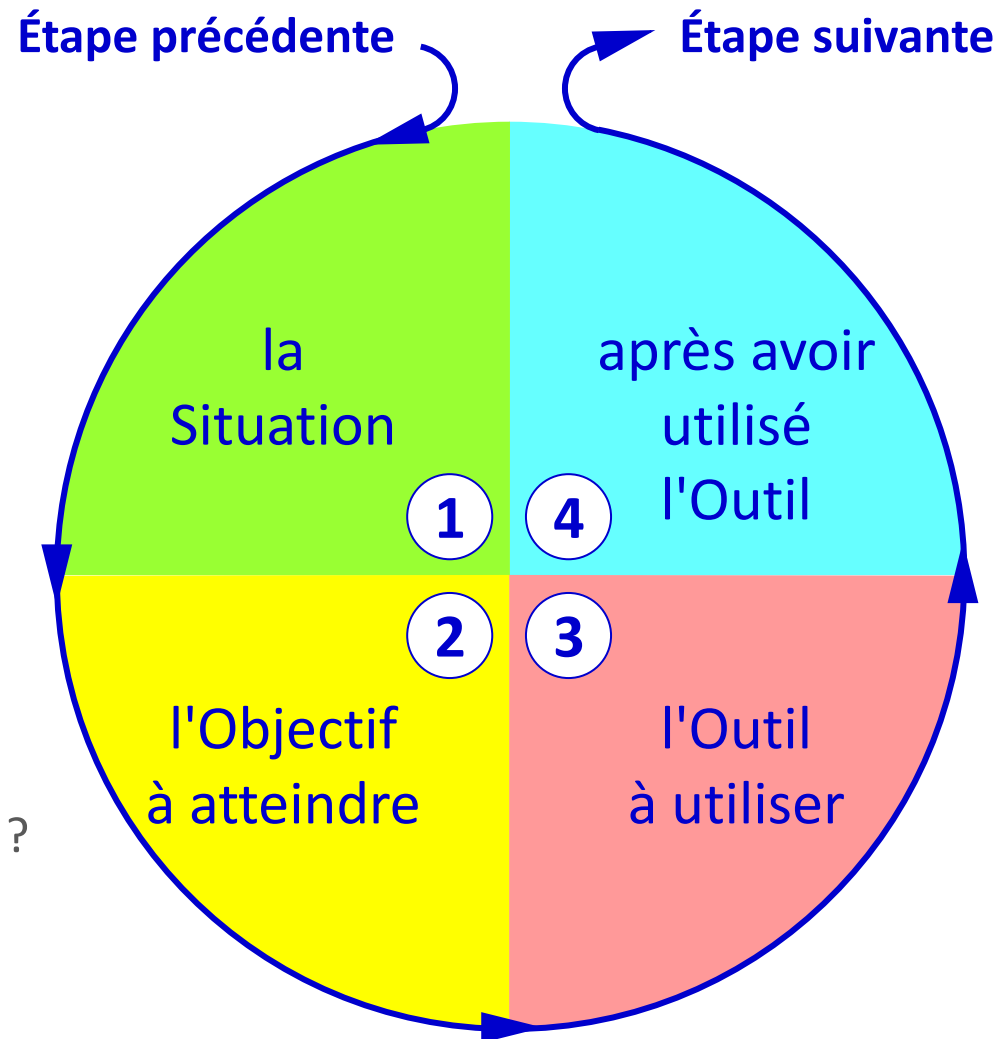 Étape précédente
Étape suivante
la
Situation
1
après avoir
utilisé
l'Outil
4
2
l'Objectif
à atteindre
3
l'Outil
à utiliser
?